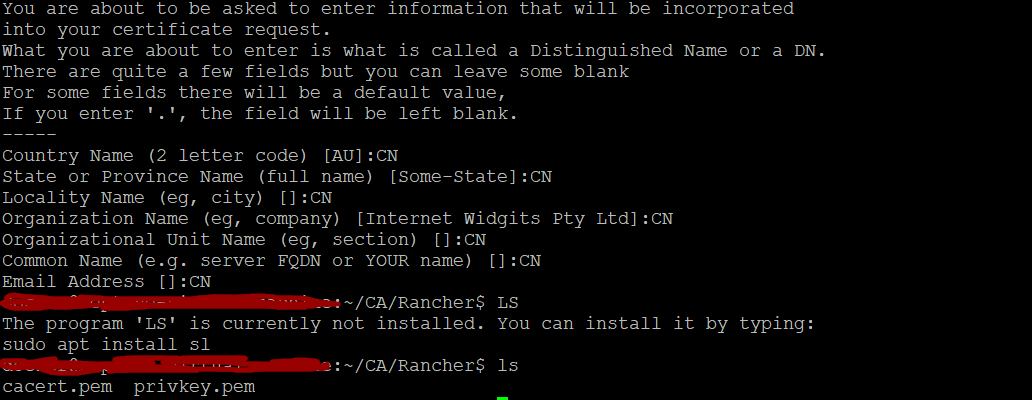 You are about to be asked to enter information that will be incorporated
into your certificate request.
What you are about to enter is what is called a Distinguished Name or a DN.
There are quite a few fields but you can leave some blank
For some fields there will be a default value,
If you enter '.', the field will be left blank.
-----
Country Name (2 letter code) [AU]:CN
State or Province Name (full name) [Some-State]:CN
Locality Name (eg, city) []:CN
Organization Name (eg, company) [Internet Widgits Pty Ltd]:CN
Organizational Unit Name (eg, section) []:CN
Common Name (e.g. server FQDN or YOUR name) []:CN
Email Address []:CN
:~/CA/Rancher$ LS
The program 'LS' is currently not installed. You can install it by typing:
sudo apt install sl
:~/CA/Rancher$ ls
cacert.pem  privkey.pem